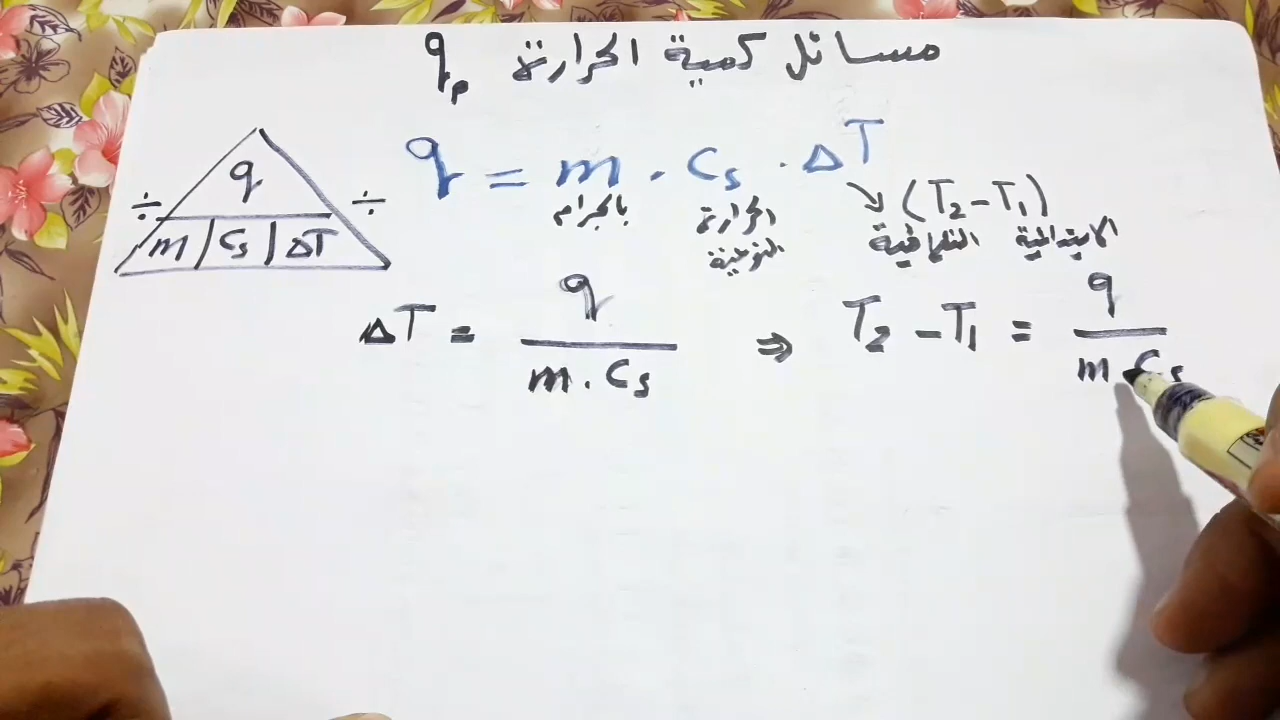 مسائل كمية الحرارة qp
q = m . Cs . ΔT
(T2 - T1)
بالجرام الحرارة النوعية النهائية الابتدائية
÷ q ÷
m | Cs | ΔT
ΔT = q / m . Cs ⇒ T2 - T1 = q / m . Cs